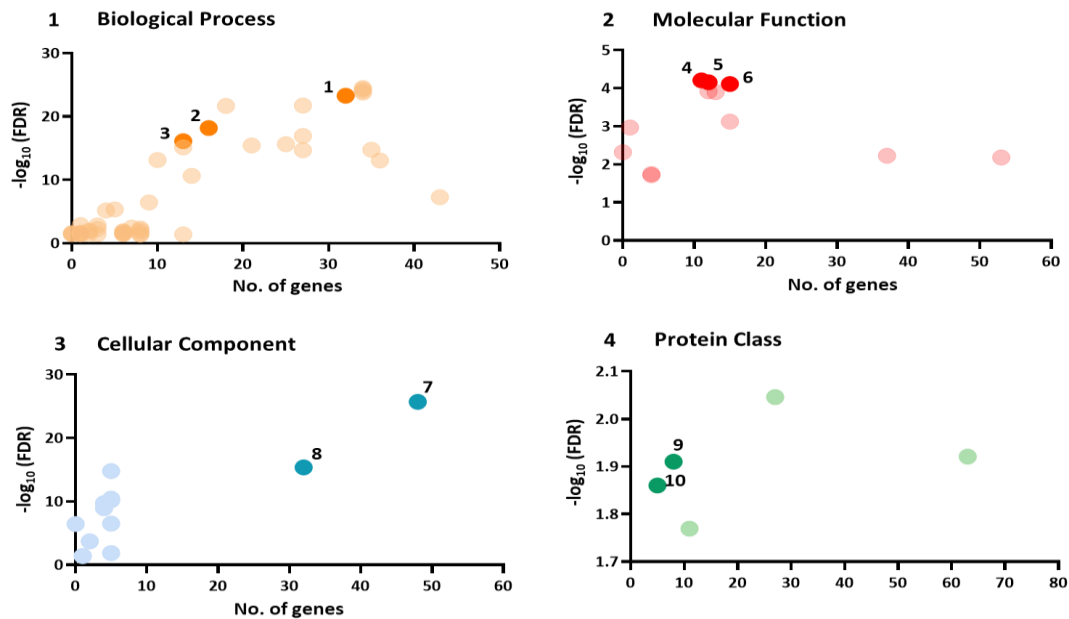 1 Biological Process
-log10 (FDR)
30
20
10
0
1
2
3
0 10 20 30 40 50
No. of genes
2 Molecular Function
-log10 (FDR)
5
4
3
2
1
0
4 5 6
0 10 20 30 40 50 60
No. of genes
3 Cellular Component
-log10 (FDR)
30
20
10
0
7
8
0 10 20 30 40 50 60
No. of genes
4 Protein Class
-log10 (FDR)
2.1
2.0
1.9
1.8
1.7
9
10
0 10 20 30 40 50 60 70 80